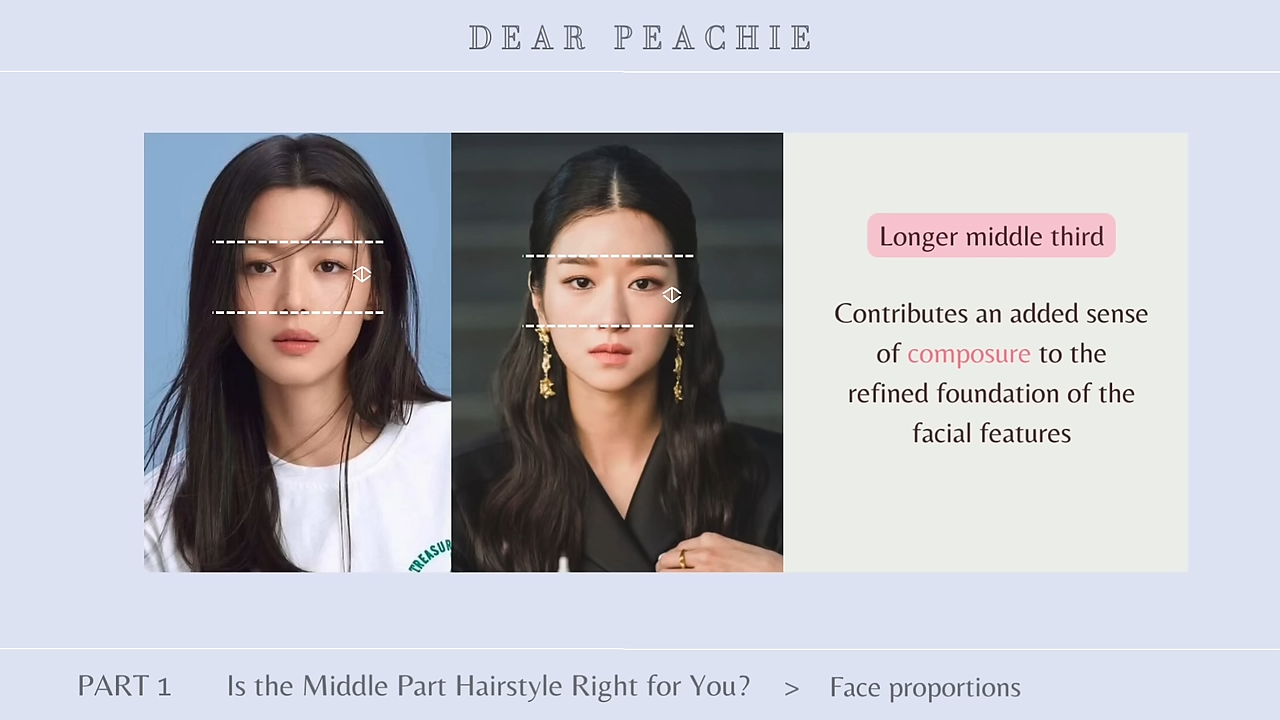 DEAR PEACHIE
Longer middle third
Contributes an added sense
of composure to the
refined foundation of the
facial features
TREASUR
PART 1 Is the Middle Part Hairstyle Right for You? > Face proportions